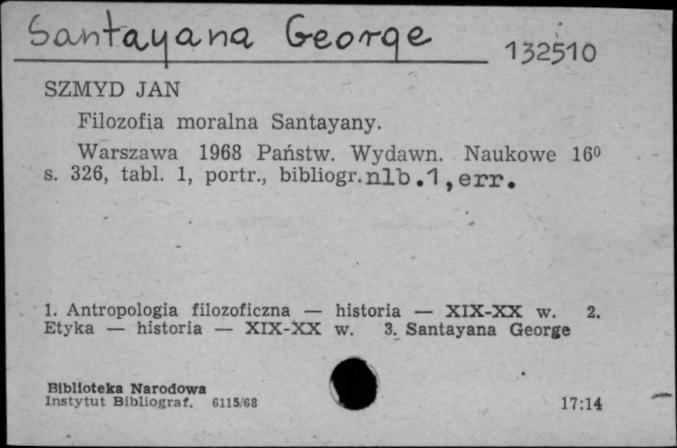 Santayana George
132510
SZMYD JAN
Filozofia moralna Santayany.
Warszawa 1968 Państw. Wydawn. Naukowe 16⁰
s. 326, tabl. 1, portr., bibliogr. nlb.1, err.
1. Antropologia filozoficzna — historia — XIX-XX w. 2.
Etyka — historia — XIX-XX w. 3. Santayana George
Biblioteka Narodowa
Instytut Bibliograf. 6115/68
17:14